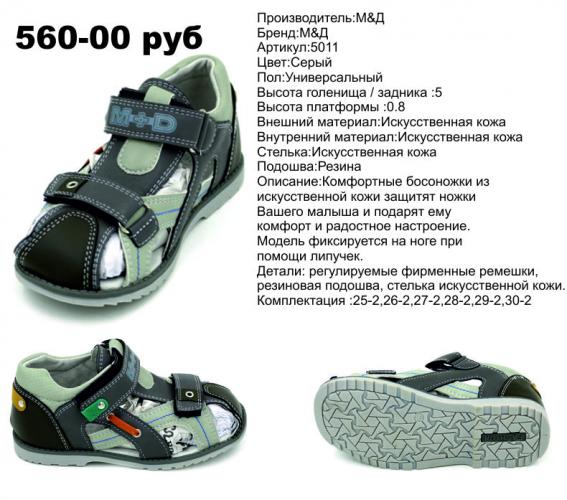 560-00 руб
Производитель:М&Д
Бренд:М&Д
Артикул:5011
Цвет:Серый
Пол:Универсальный
Высота голенища / задника :5
Высота платформы :0.8
Внешний материал:Искусственная кожа
Внутренний материал:Искусственная кожа
Стелька:Искусственная кожа
Подошва:Резина
Описание:Комфортные босоножки из
искусственной кожи защитят ножки
Вашего малыша и подарят ему
комфорт и радостное настроение.
Модель фиксируется на ноге при
помощи липучек.
Детали: регулируемые фирменные ремешки,
резиновая подошва, стелька искусственной кожи.
Комплектация :25-2,26-2,27-2,28-2,29-2,30-2
M+D